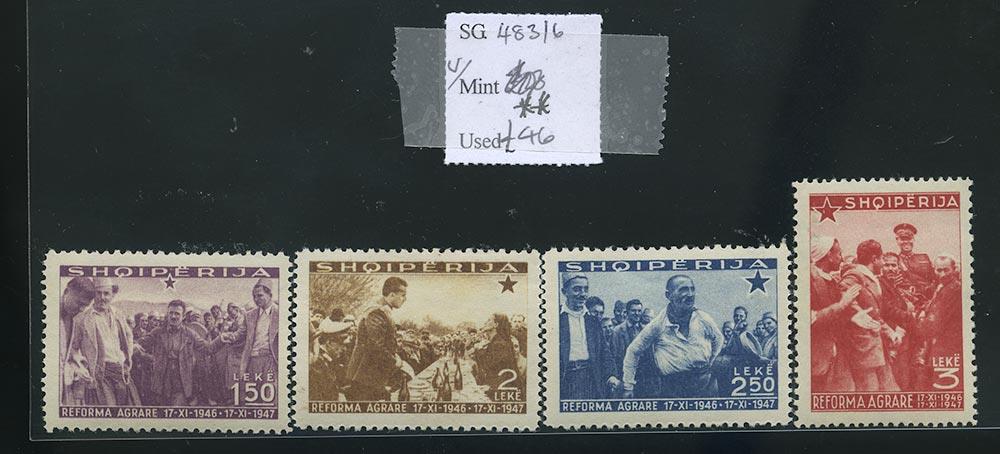 SG 483/6
u/
Mint
**
Used £46
SHQIPËRIJA
LEKË
1 50
REFORMA AGRARE 17-XI-1946 - 17-XI-1947
SHQIPËRIJA
2
LEKË
REFORMA AGRARE 17-XI-1946 - 17-XI-1947
SHQIPËRIJA
LEKË
2 50
REFORMA AGRARE 17-XI-1946 - 17-XI-1947
SHQIPËRIJA
LEKË
3
REFORMA AGRARE 17-XI-1946
17-XI-1947